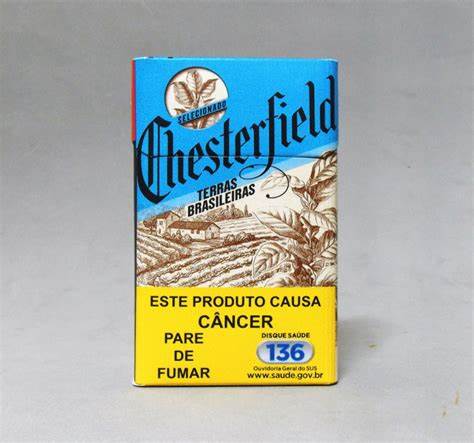 SELECIONADO
Chesterfield
TERRAS
BRASILEIRAS
ESTE PRODUTO CAUSA
CÂNCER
PARE
DE
FUMAR
DISQUE SAÚDE
136
Ouvidoria Geral do SUS
www.saude.gov.br